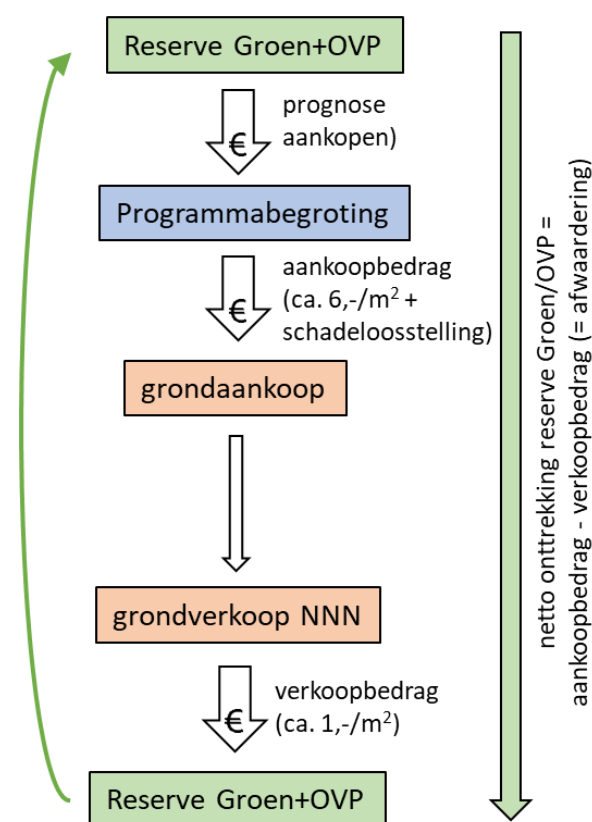 Reserve Groen+OVP
€
prognose
aankopen)
Programmabegroting
€
aankoopbedrag
(ca. 6,-/m² +
schadeloosstelling)
grondaankoop
grondverkoop NNN
€
verkoopbedrag
(ca. 1,-/m²)
Reserve Groen+OVP
netto onttrekking reserve Groen/OVP =
aankoopbedrag - verkoopbedrag (= afwaardering)